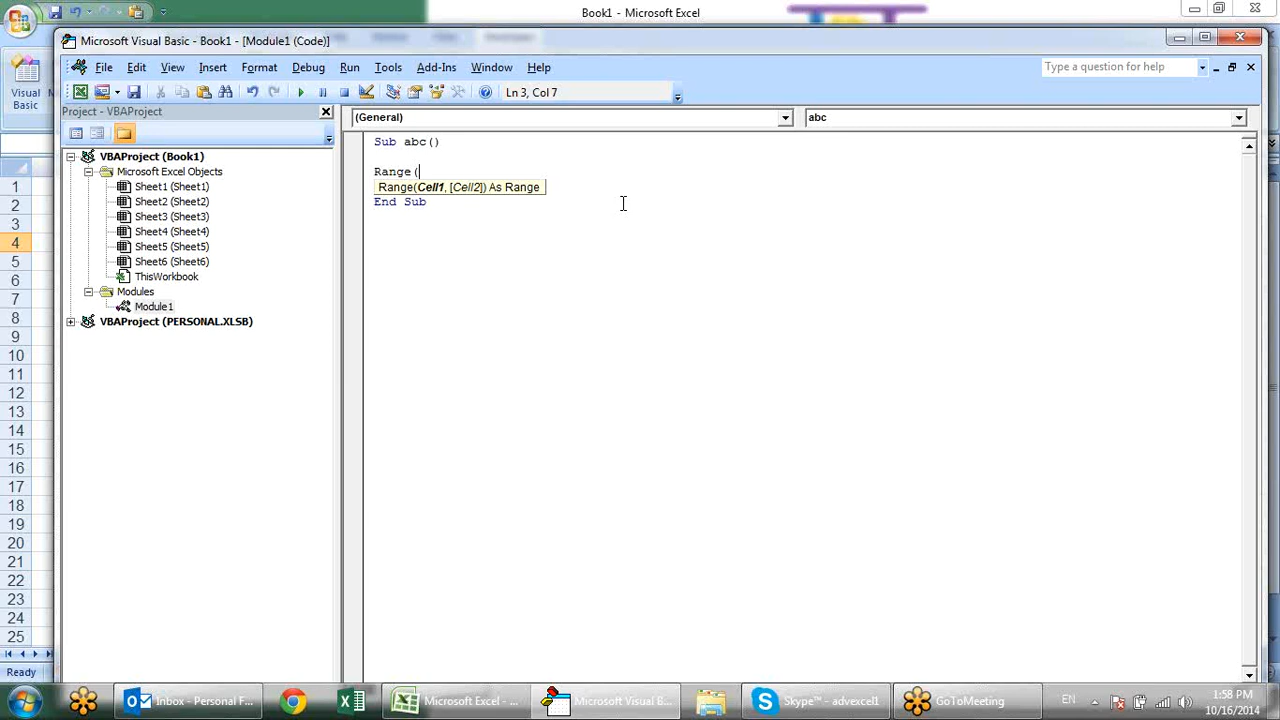 Book1 - Microsoft Excel
Microsoft Visual Basic - Book1 - [Module1 (Code)]
File Edit View Insert Format Debug Run Tools Add-Ins Window Help
Type a question for help
Visual
Basic
Ln 3, Col 7
Project - VBAProject
(General)
abc
VBAProject (Book1)
Microsoft Excel Objects
Sheet1 (Sheet1)
Sheet2 (Sheet2)
Sheet3 (Sheet3)
Sheet4 (Sheet4)
Sheet5 (Sheet5)
Sheet6 (Sheet6)
ThisWorkbook
Modules
Module1
VBAProject (PERSONAL.XLSB)
Sub abc()
Range(
Range(Cell1, [Cell2]) As Range
End Sub
1
2
3
4
5
6
7
8
9
10
11
12
13
14
15
16
17
18
19
20
21
22
23
24
25
Ready
Inbox - Personal F...
Microsoft Excel - ...
Microsoft Visual B...
Skype™ - advexcel1
GoToMeeting
EN
1:58 PM
10/16/2014